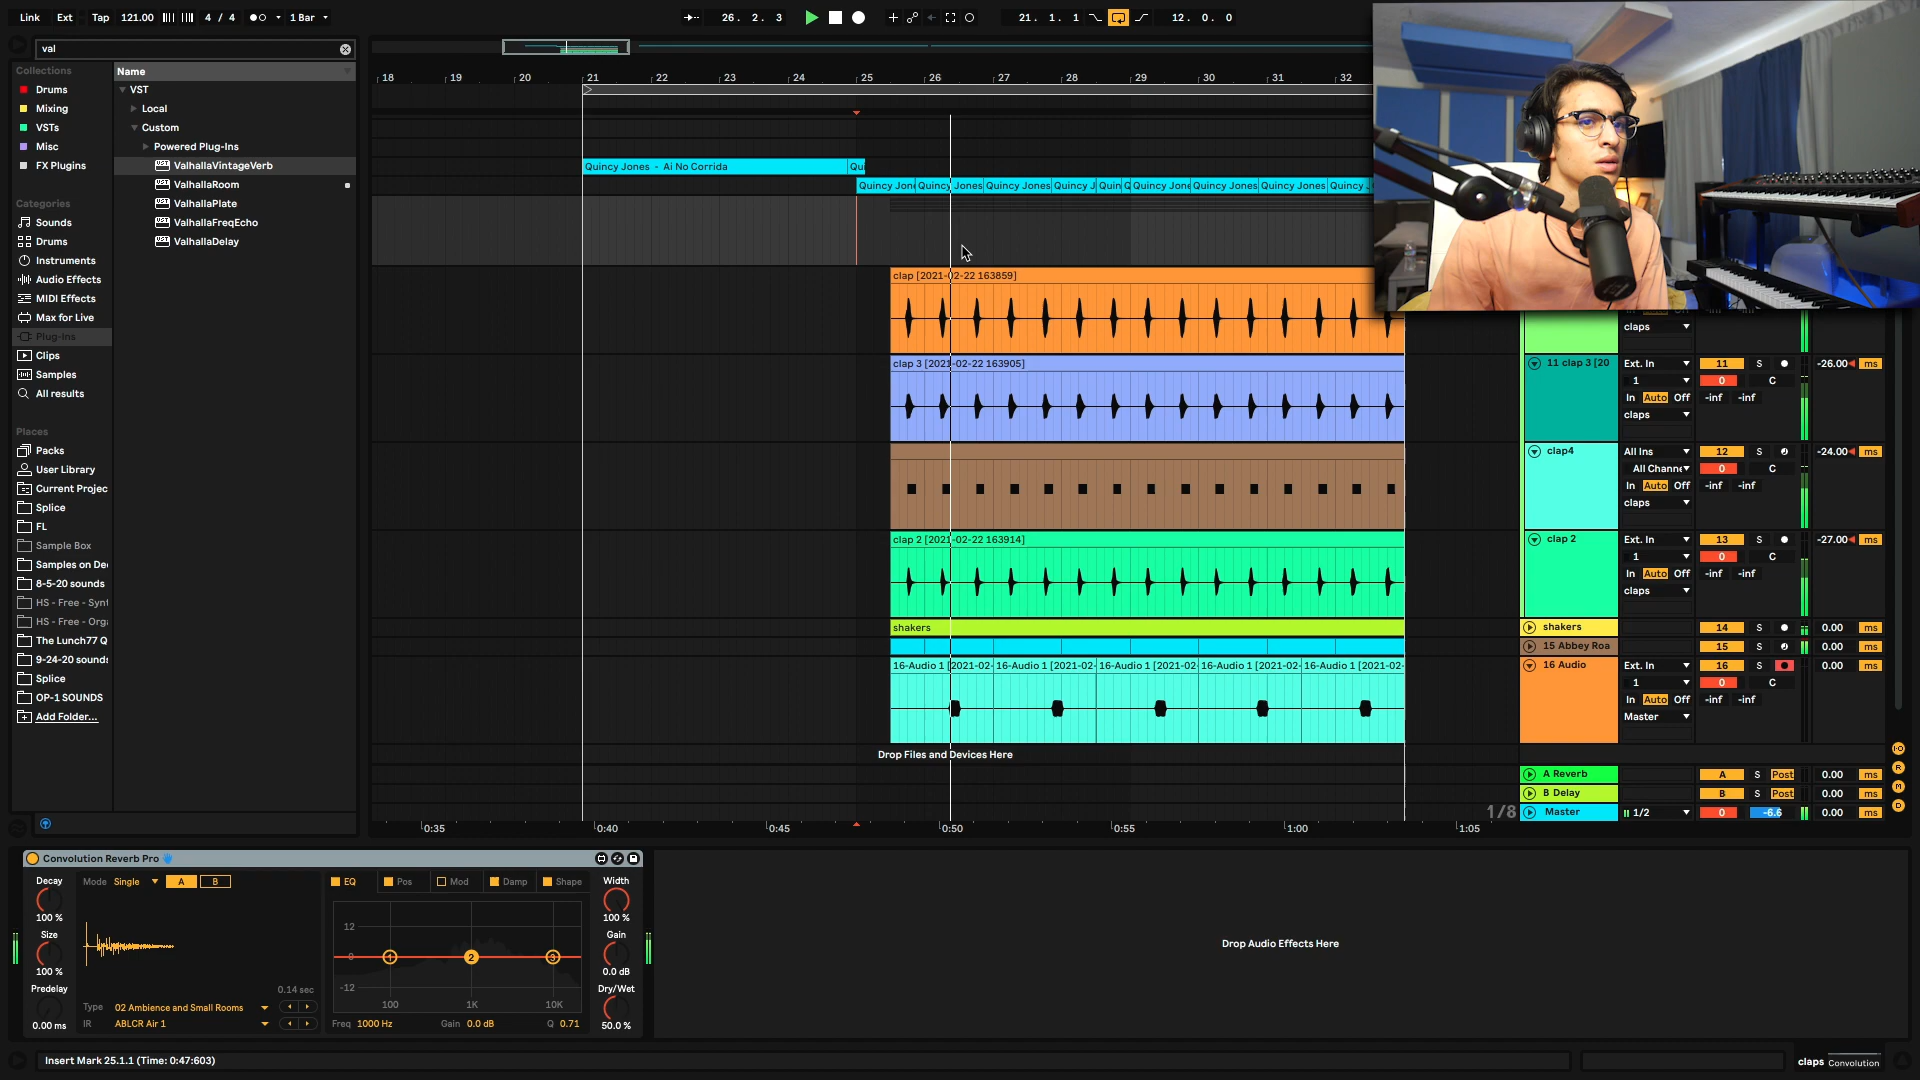 Link Ext Tap 121.00 4 / 4 1 Bar 26. 2. 3 21. 1. 1 12. 0. 0
val
Collections
Drums
Mixing
VSTs
Misc
FX Plugins
Categories
Sounds
Drums
Instruments
Audio Effects
MIDI Effects
Max for Live
Plug-Ins
Clips
Samples
All results
Places
Packs
User Library
Current Projec
Splice
FL
Sample Box
Samples on De
8-5-20 sounds
HS - Free - Synt
HS - Free - Org
The Lunch77 Q
9-24-20 sounds
Splice
OP-1 SOUNDS
Add Folder...
Name
VST
Local
Custom
Powered Plug-Ins
ValhallaVintageVerb
ValhallaRoom
ValhallaPlate
ValhallaFreqEcho
ValhallaDelay
18 19 20 21 22 23 24 25 26 27 28 29 30 31 32
Quincy Jones - Ai No Corrida Qui
Quincy Jone Quincy Jones Quincy Jones Quincy J Quin Q Quincy Jone Quincy Jones Quincy Jones Quincy J
clap [2021-02-22 163859]
clap 3 [2021-02-22 163905]
clap 2 [2021-02-22 163914]
shakers
16-Audio 1 [2021-02- 16-Audio 1 [2021-02- 16-Audio 1 [2021-02- 16-Audio 1 [2021-02- 16-Audio 1 [2021-02-
Drop Files and Devices Here
1/8
0:35 0:40 0:45 0:50 0:55 1:00 1:05
claps
11 clap 3 [20 Ext. In 11 S -26.00 ms
1 0 C
In Auto Off -inf -inf
claps
clap4 All Ins 12 S -24.00 ms
All Channe 0 C
In Auto Off -inf -inf
claps
clap 2 Ext. In 13 S -27.00 ms
1 0 C
In Auto Off -inf -inf
claps
shakers 14 S 0.00 ms
15 Abbey Roa 15 S 0.00 ms
16 Audio Ext. In 16 S 0.00 ms
1 0 C
In Auto Off -inf -inf
Master
A Reverb A S Post 0.00 ms
B Delay B S Post 0.00 ms
Master 1/2 0 -6.6 0.00 ms
I·O
R
M
D
Convolution Reverb Pro
Decay
100 %
Size
100 %
Predelay
0.00 ms
Mode Single A B
0.14 sec
Type 02 Ambience and Small Rooms
IR ABLCR Air 1
EQ Pos Mod Damp Shape
12
0
-12
1 2 3
100 1K 10K
Freq 1000 Hz Gain 0.0 dB Q 0.71
Width
100 %
Gain
0.0 dB
Dry/Wet
50.0 %
Drop Audio Effects Here
Insert Mark 25.1.1 (Time: 0:47:603)
claps Convolution